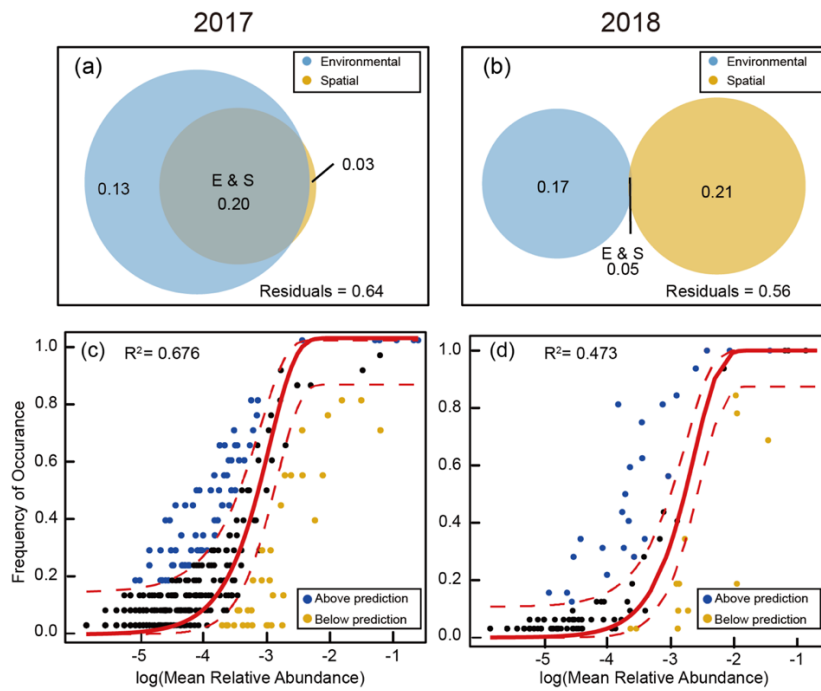 2017
2018
(a)
Environmental
Spatial
0.13
E & S
0.20
0.03
Residuals = 0.64
(b)
Environmental
Spatial
0.17
0.21
E & S
0.05
Residuals = 0.56
(c)
R²= 0.676
Frequency of Occurance
1.0
0.8
0.6
0.4
0.2
0.0
Above prediction
Below prediction
-5
-4
-3
-2
-1
log(Mean Relative Abundance)
(d)
R²= 0.473
1.0
0.8
0.6
0.4
0.2
0.0
Above prediction
Below prediction
-5
-4
-3
-2
-1
log(Mean Relative Abundance)